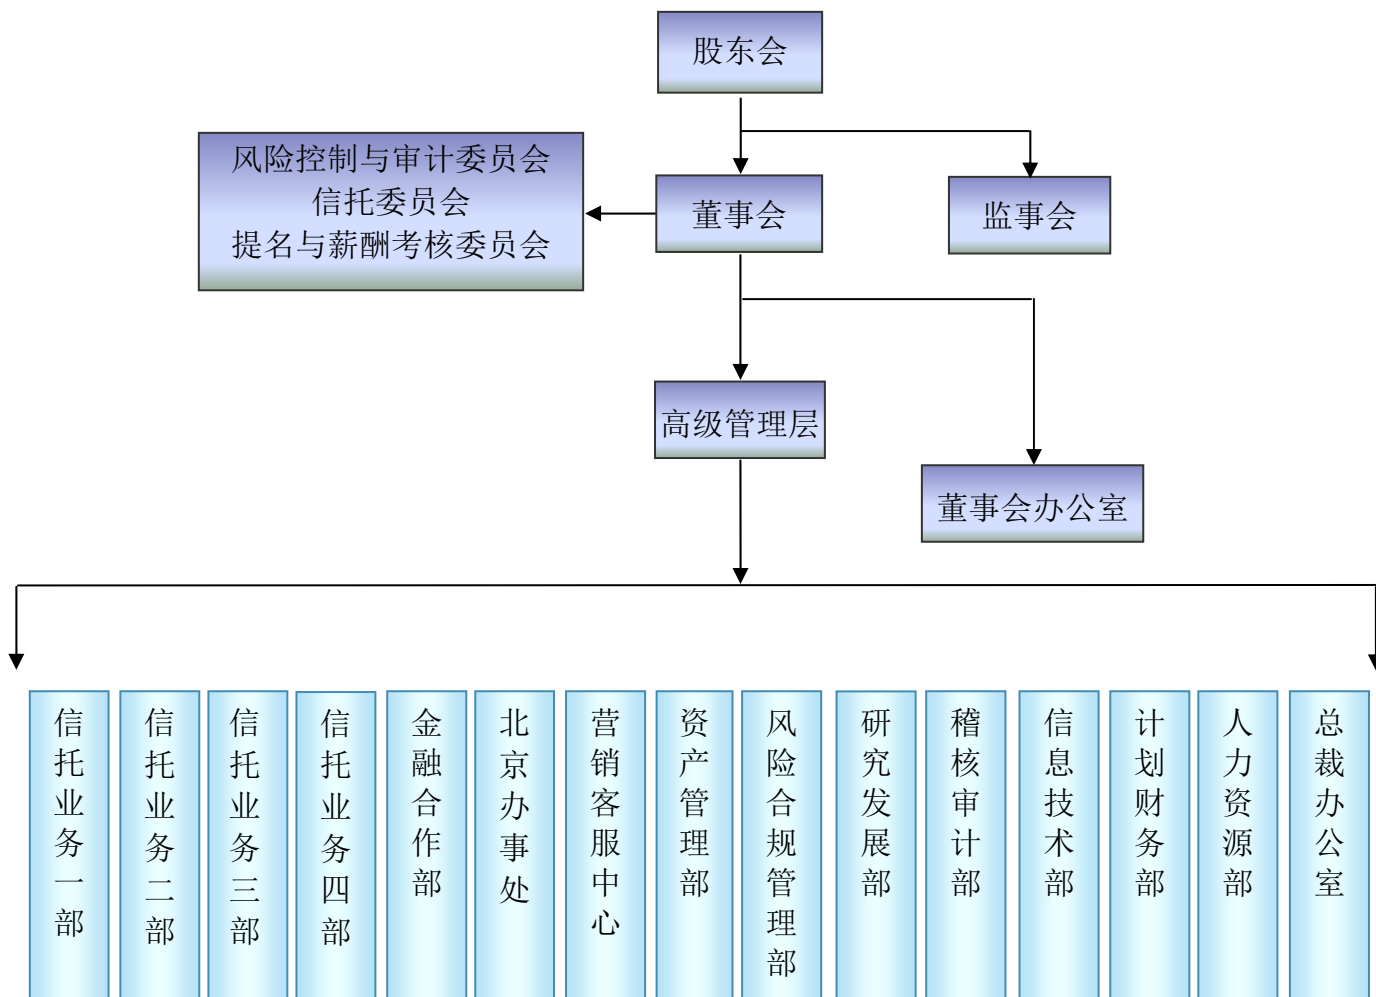 股东会
风险控制与审计委员会
信托委员会
提名与薪酬考核委员会
董事会
监事会
高级管理层
董事会办公室
信托业务一部
信托业务二部
信托业务三部
信托业务四部
金融合作部
北京办事处
营销客服中心
资产管理部
风险合规管理部
研究发展部
稽核审计部
信息技术部
计划财务部
人力资源部
总裁办公室